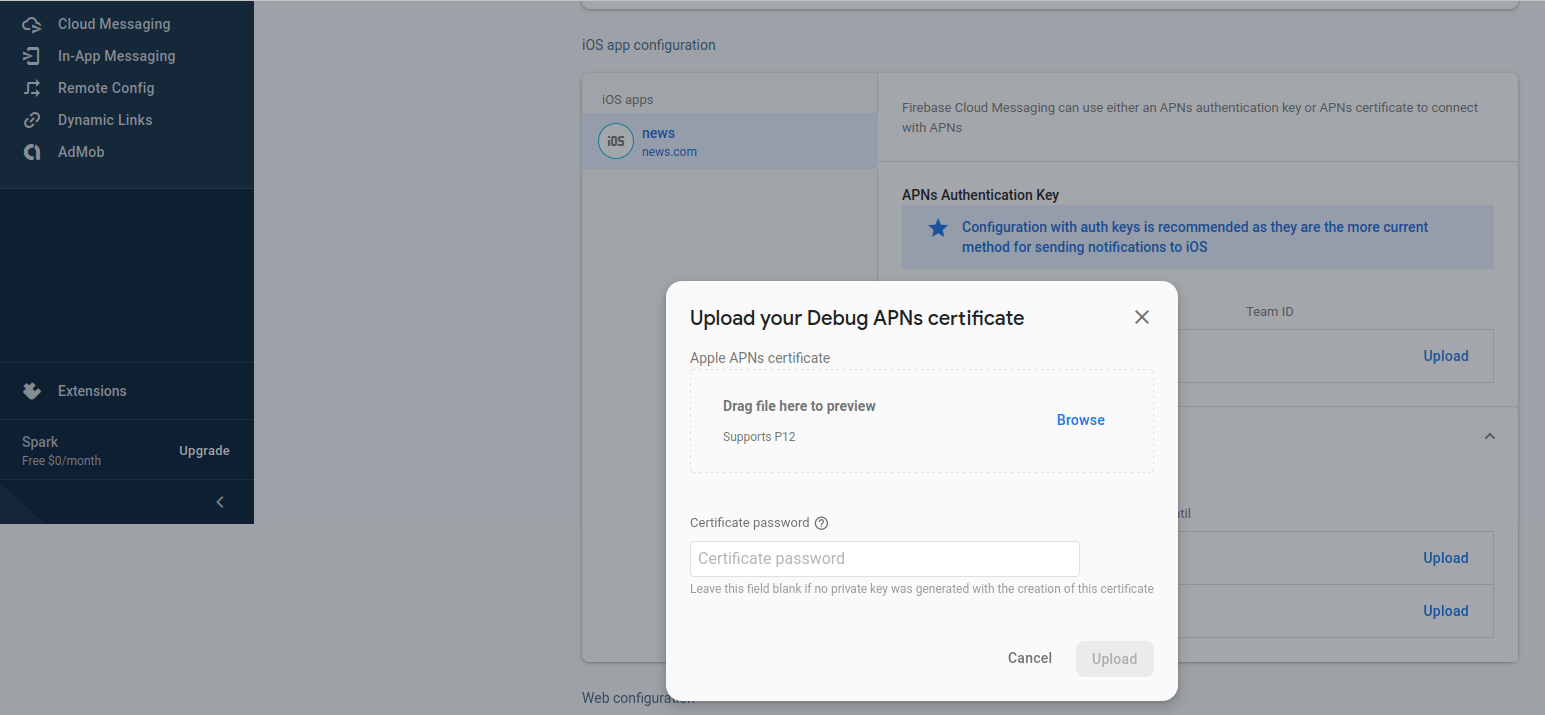 Cloud Messaging
In-App Messaging
Remote Config
Dynamic Links
AdMob
Extensions
Spark
Free $0/month
Upgrade
iOS app configuration
iOS apps
iOS
news
news.com
Firebase Cloud Messaging can use either an APNs authentication key or APNs certificate to connect
with APNs
APNs Authentication Key
Configuration with auth keys is recommended as they are the more current
method for sending notifications to iOS
Team ID
Upload
Upload
Upload
Upload your Debug APNs certificate
Apple APNs certificate
Drag file here to preview
Supports P12
Browse
Certificate password
Certificate password
Leave this field blank if no private key was generated with the creation of this certificate
Cancel
Upload
Web configuration